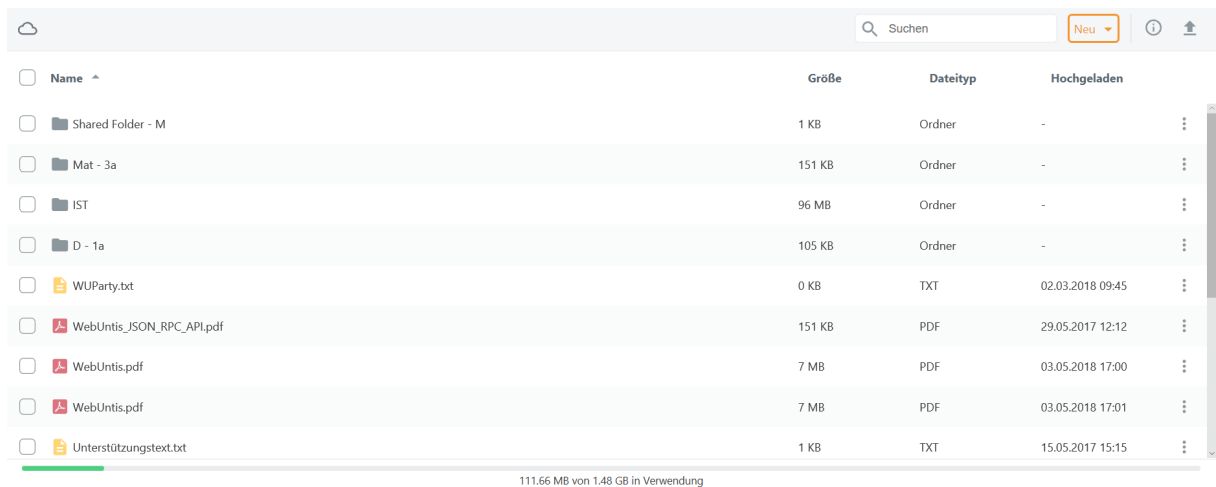 Suchen Neu
Name Größe Dateityp Hochgeladen
Shared Folder - M 1 KB Ordner -
Mat - 3a 151 KB Ordner -
IST 96 MB Ordner -
D - 1a 105 KB Ordner -
WUParty.txt 0 KB TXT 02.03.2018 09:45
WebUntis_JSON_RPC_API.pdf 151 KB PDF 29.05.2017 12:12
WebUntis.pdf 7 MB PDF 03.05.2018 17:00
WebUntis.pdf 7 MB PDF 03.05.2018 17:01
Unterstützungstext.txt 1 KB TXT 15.05.2017 15:15
111.66 MB von 1.48 GB in Verwendung